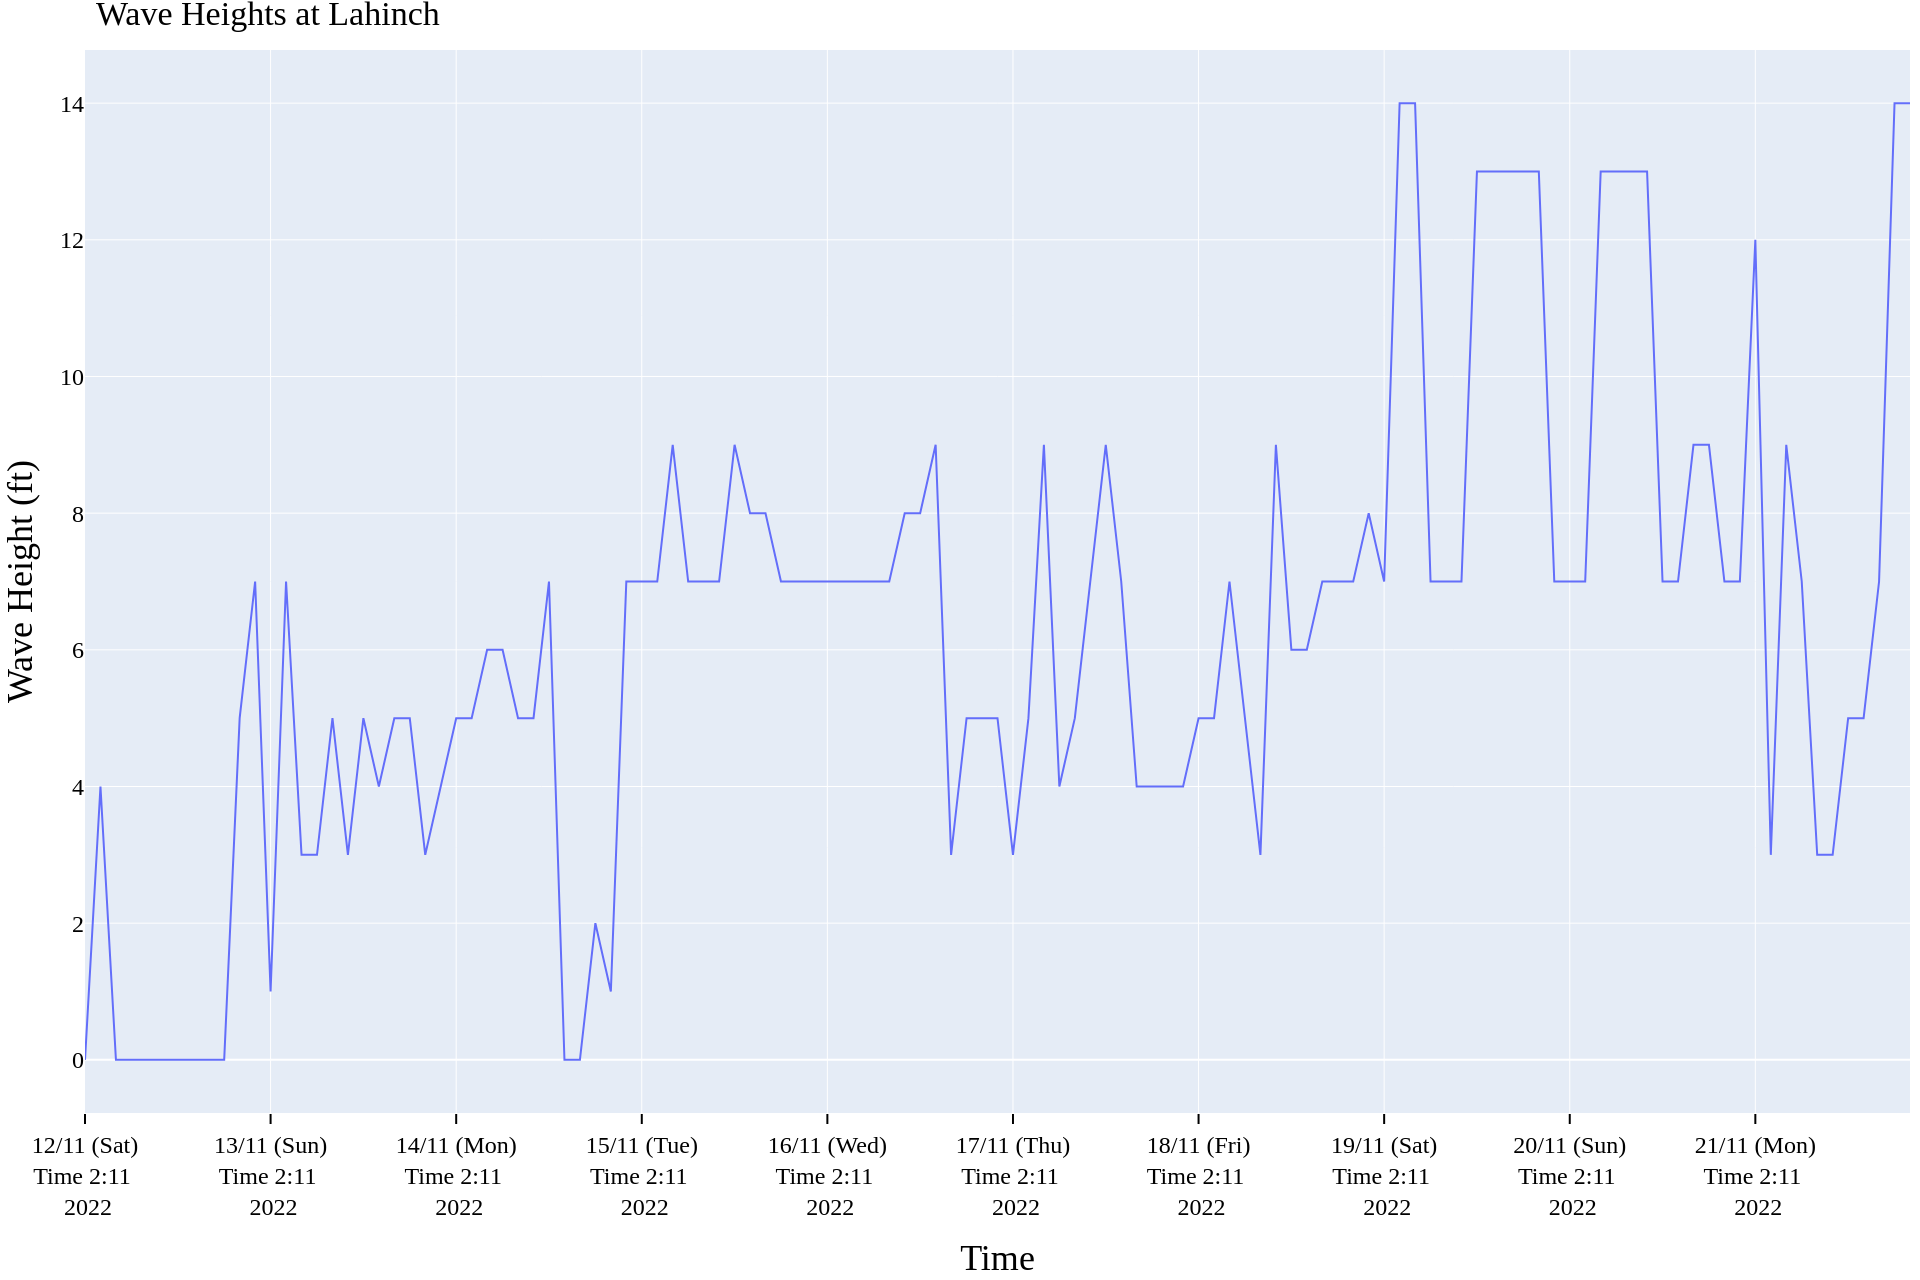 Wave Heights at Lahinch
Wave Height (ft)
14
12
10
8
6
4
2
0
12/11 (Sat) 13/11 (Sun) 14/11 (Mon) 15/11 (Tue) 16/11 (Wed) 17/11 (Thu) 18/11 (Fri) 19/11 (Sat) 20/11 (Sun) 21/11 (Mon)
Time 2:11 Time 2:11 Time 2:11 Time 2:11 Time 2:11 Time 2:11 Time 2:11 Time 2:11 Time 2:11 Time 2:11
2022 2022 2022 2022 2022 2022 2022 2022 2022 2022
Time